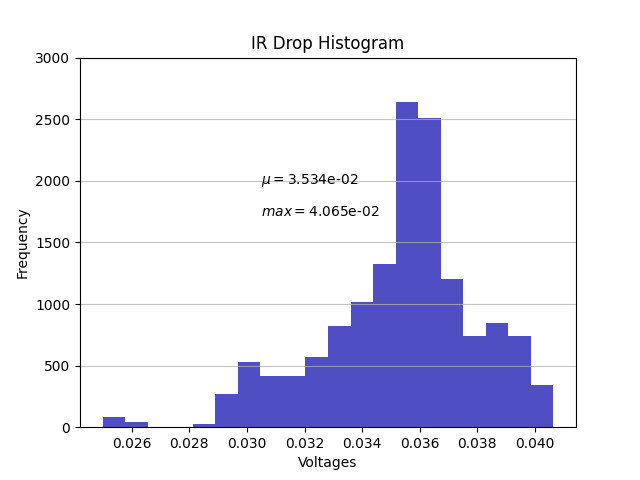 IR Drop Histogram
3000
2500
2000
1500
1000
500
0
Frequency
μ = 3.534e-02
max = 4.065e-02
0.026 0.028 0.030 0.032 0.034 0.036 0.038 0.040
Voltages